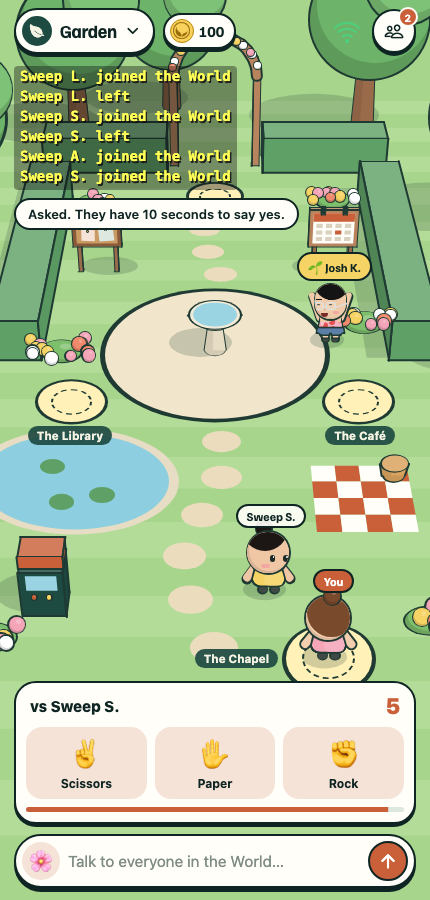 Garden
100
2
Sweep L. joined the World
Sweep L. left
Sweep S. joined the World
Sweep S. left
Sweep A. joined the World
Sweep S. joined the World
Asked. They have 10 seconds to say yes.
Josh K.
The Library
The Café
Sweep S.
You
The Chapel
vs Sweep S.
5
Scissors
Paper
Rock
Talk to everyone in the World...